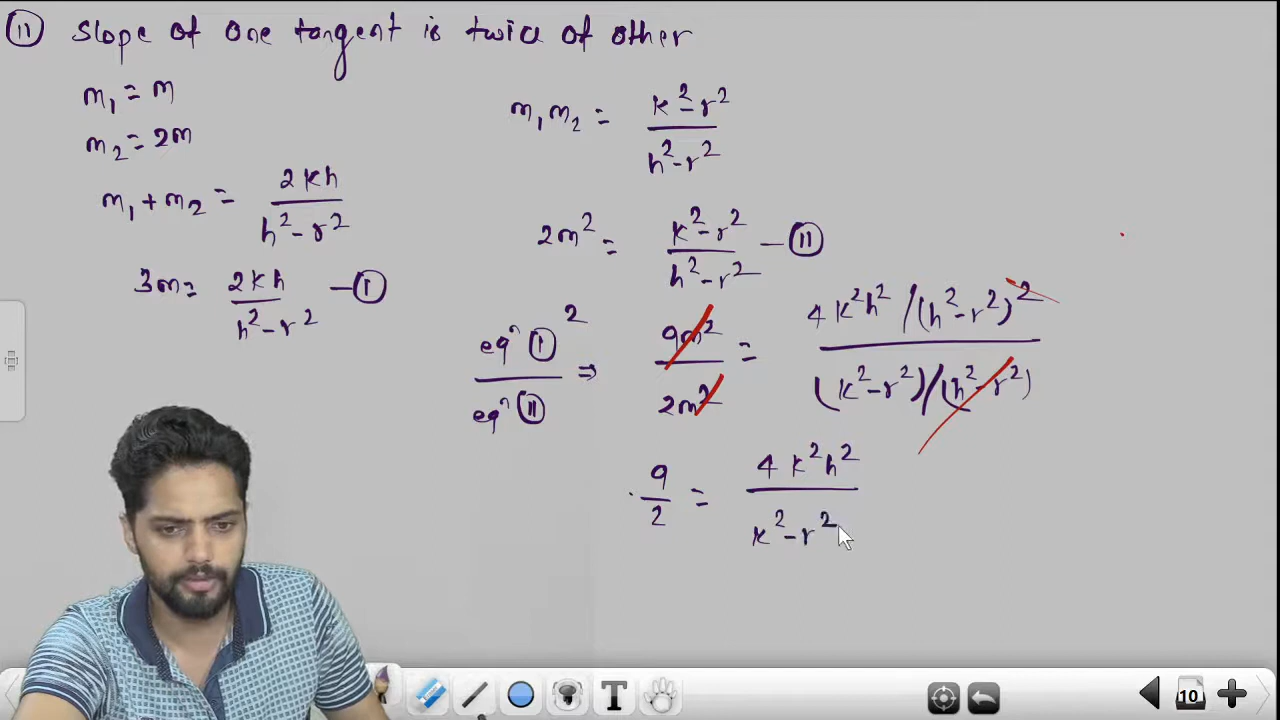 (11) Slope of one tangent is twice of other
m₁ = m
m₂ = 2m
m₁ + m₂ = 2kh / (h² - r²)
3m = 2kh / (h² - r²) — (I)
m₁m₂ = (k² - r²) / (h² - r²)
2m² = (k² - r²) / (h² - r²) — (II)
eqⁿ (I)² / eqⁿ (II) ⇒ 9m² / 2m² = 4k²h² / (h² - r²)² / (k² - r²) / (h² - r²)
9/2 = 4k²h² / (k² - r²)
T
10